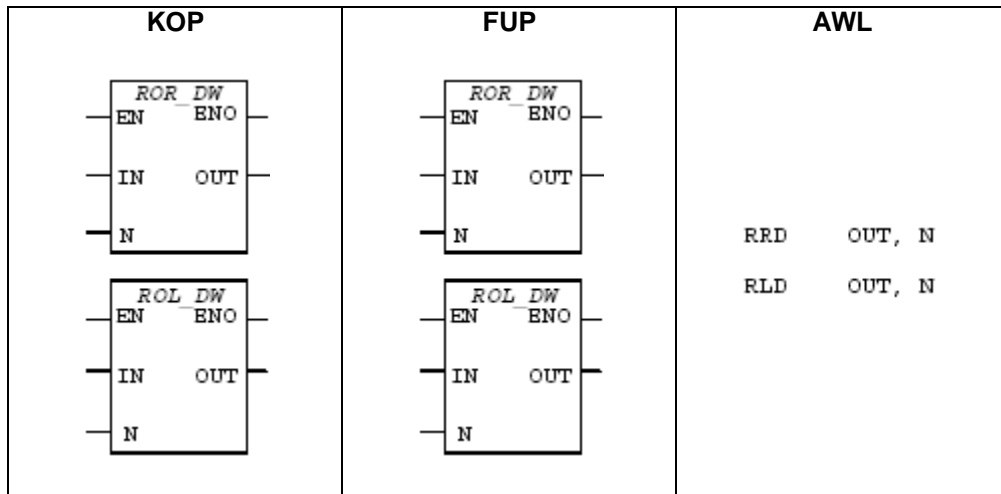 KOP FUP AWL
ROR_DW
EN ENO
IN OUT
N
ROL_DW
EN ENO
IN OUT
N
ROR_DW
EN ENO
IN OUT
N
ROL_DW
EN ENO
IN OUT
N
RRD OUT, N
RLD OUT, N